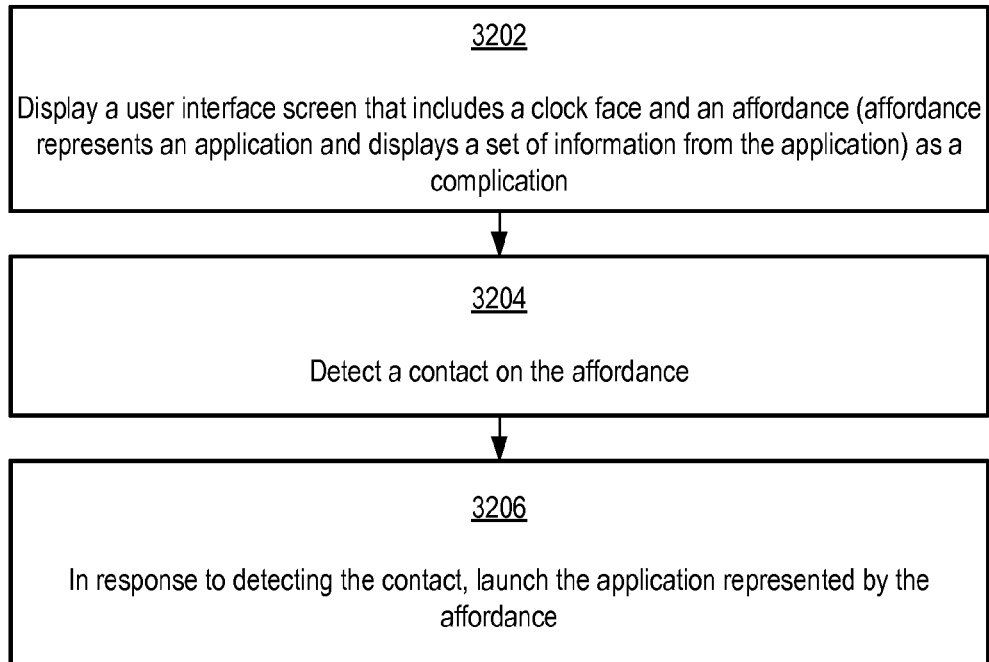 3202
Display a user interface screen that includes a clock face and an affordance (affordance
represents an application and displays a set of information from the application) as a
complication
3204
Detect a contact on the affordance
3206
In response to detecting the contact, launch the application represented by the
affordance